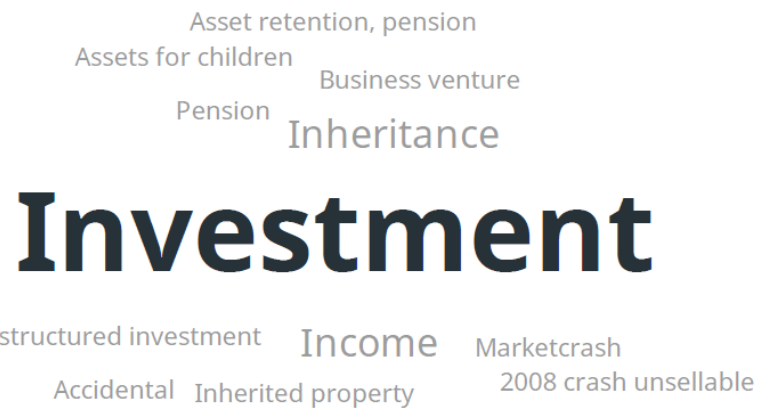 Asset retention, pension
Assets for children
Business venture
Pension
Inheritance
Investment
structured investment
Income
Marketcrash
2008 crash unsellable
Accidental
Inherited property